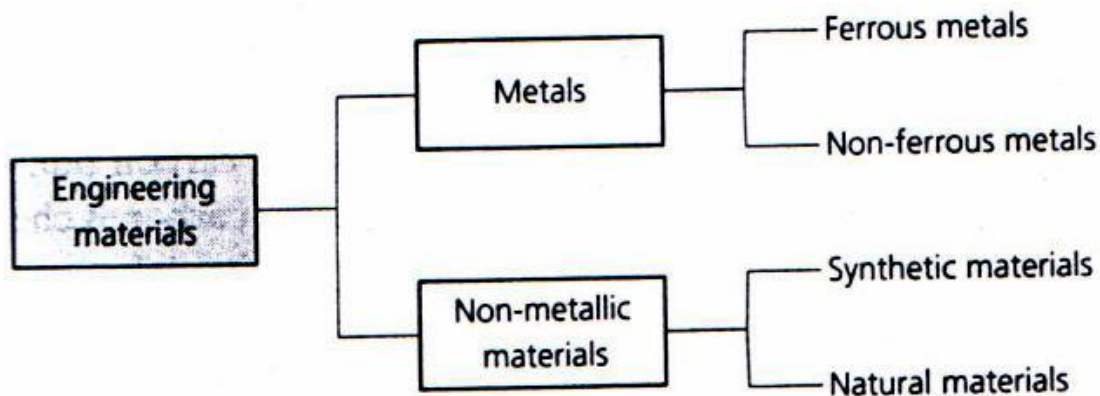 Engineering
materials
Metals
Ferrous metals
Non-ferrous metals
Non-metallic
materials
Synthetic materials
Natural materials